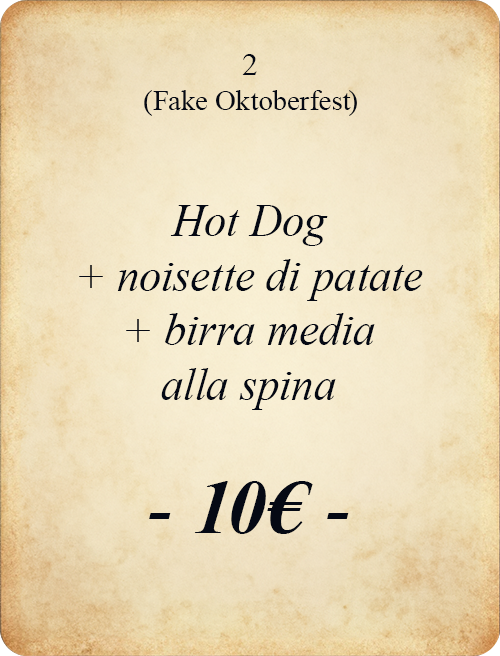 2
(Fake Oktoberfest)
Hot Dog
+ noisette di patate
+ birra media
alla spina
- 10€ -